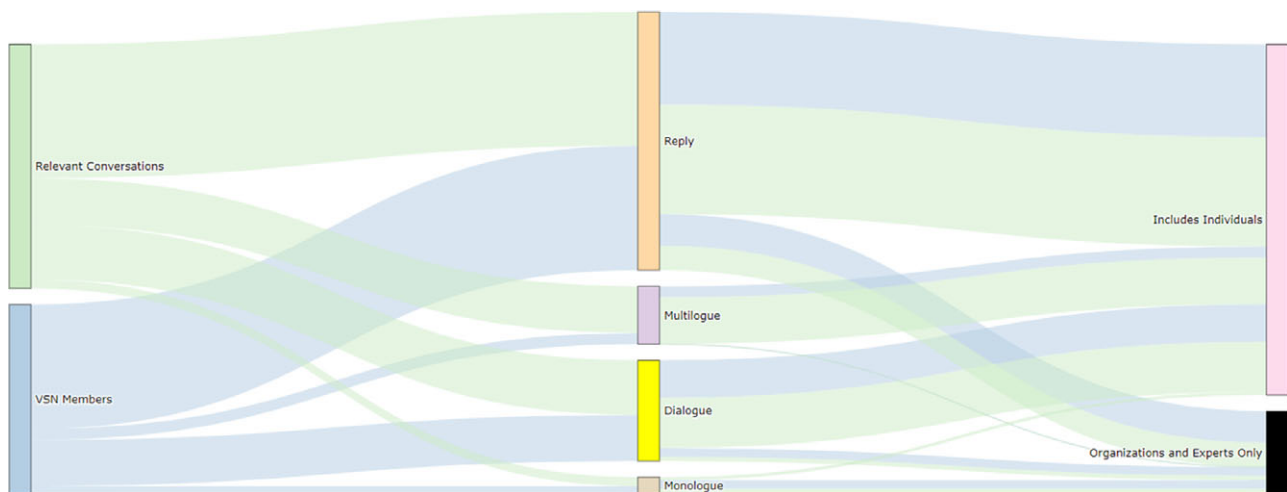 Relevant Conversations
VSN Members
Reply
Multilogue
Dialogue
Monologue
Includes Individuals
Organizations and Experts Only